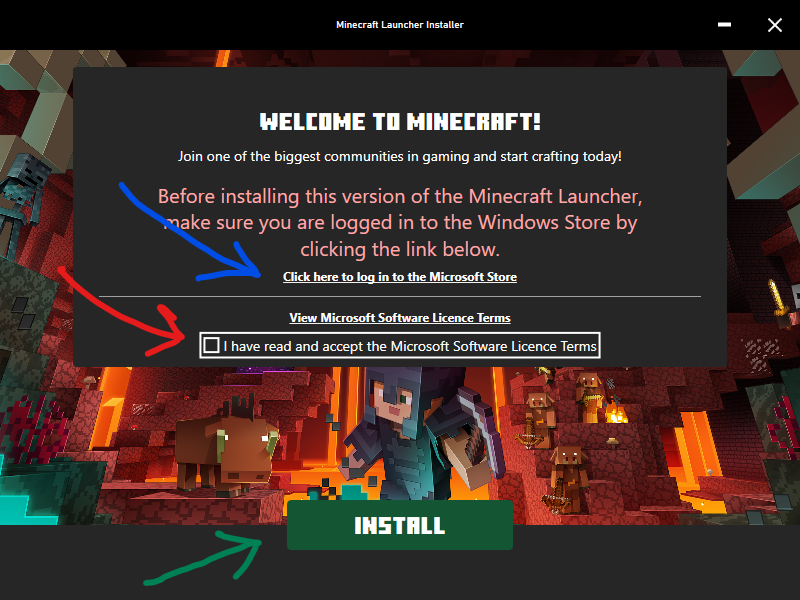 Minecraft Launcher Installer
WELCOME TO MINECRAFT!
Join one of the biggest communities in gaming and start crafting today!
Before installing this version of the Minecraft Launcher,
make sure you are logged in to the Windows Store by
clicking the link below.
Click here to log in to the Microsoft Store
View Microsoft Software Licence Terms
I have read and accept the Microsoft Software Licence Terms
INSTALL